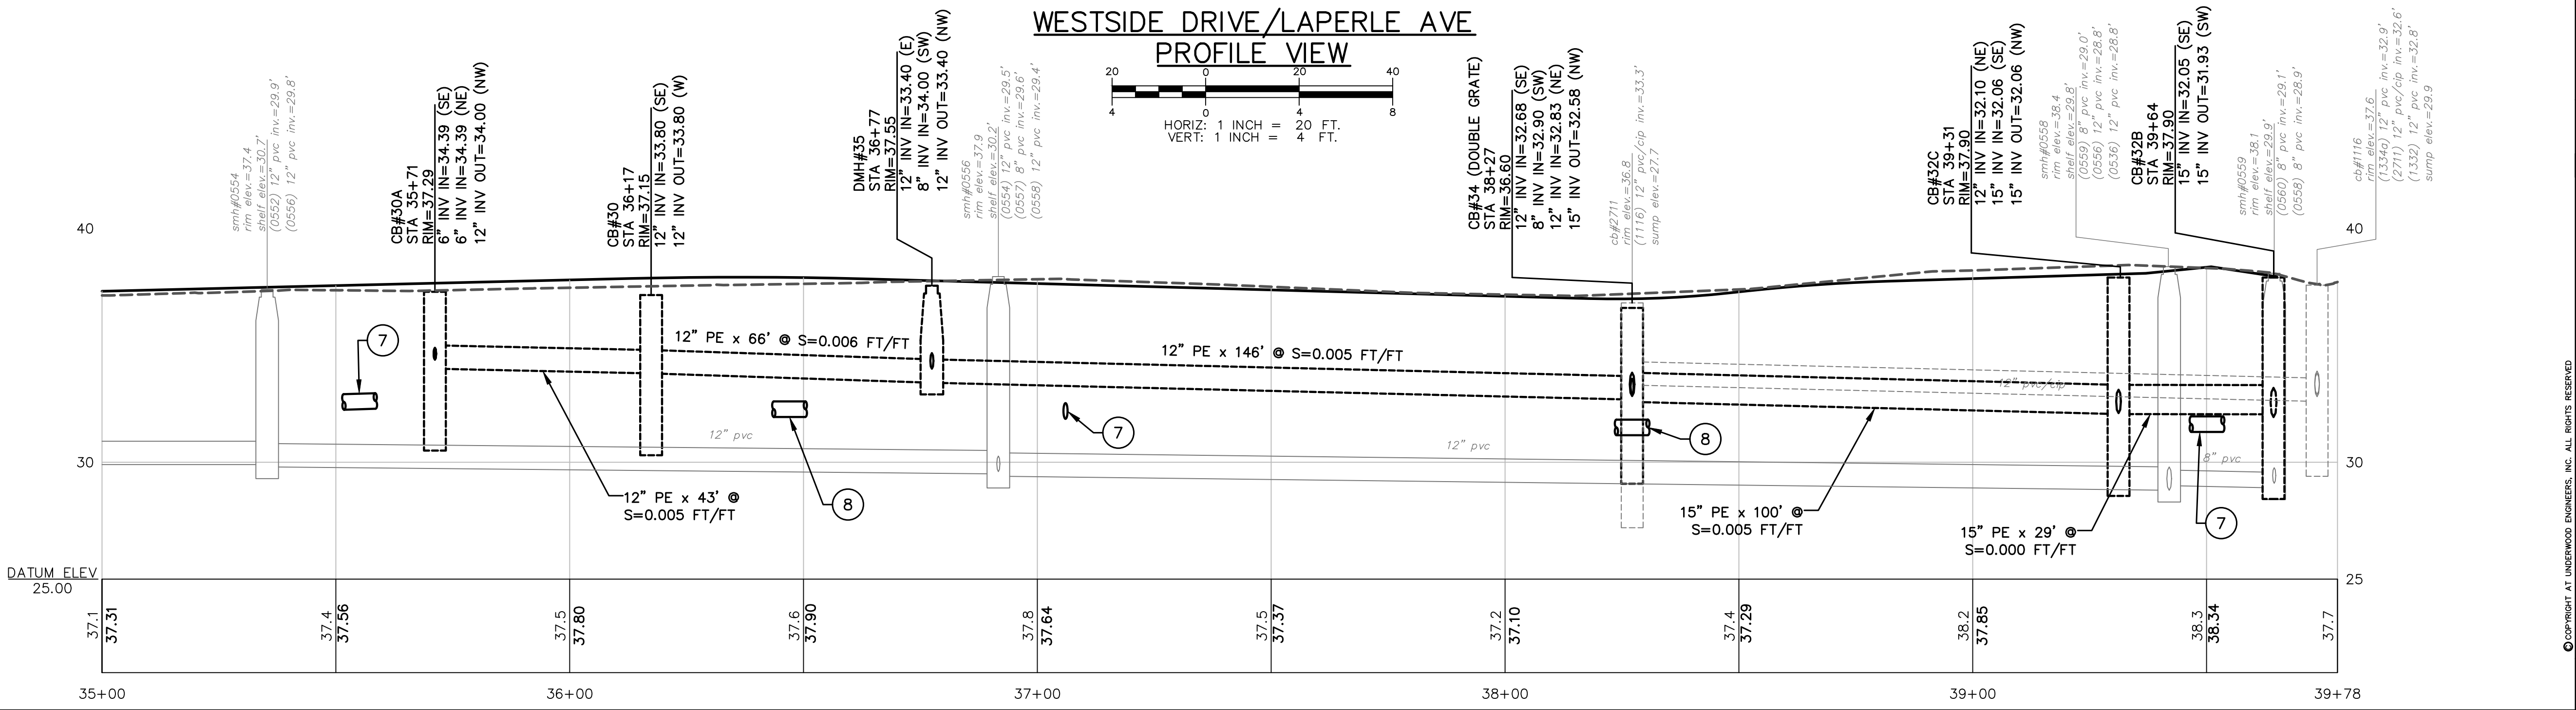 WESTSIDE DRIVE/LAPERLE AVE
PROFILE VIEW
20 0 20 40
4 0 4 8
HORIZ: 1 INCH = 20 FT.
VERT: 1 INCH = 4 FT.
smh#0554
rim elev.=37.4
shelf elev.=30.7'
(0552) 12" pvc inv.=29.9'
(0556) 12" pvc inv.=29.8'
CB#30A
STA 35+71
RIM=37.29
6" INV IN=34.39 (SE)
6" INV IN=34.39 (NE)
12" INV OUT=34.00 (NW)
CB#30
STA 36+17
RIM=37.15
12" INV IN=33.80 (SE)
12" INV OUT=33.80 (W)
DMH#35
STA 36+77
RIM=37.55
12" INV IN=33.40 (E)
8" INV IN=34.00 (SW)
12" INV OUT=33.40 (NW)
smh#0556
rim elev.=37.9
shelf elev.=30.2'
(0554) 12" pvc inv.=29.5'
(0557) 8" pvc inv.=29.6'
(0558) 12" pvc inv.=29.4'
CB#34 (DOUBLE GRATE)
STA 38+27
RIM=36.60
12" INV IN=32.68 (SE)
8" INV IN=32.90 (SW)
12" INV IN=32.83 (NE)
15" INV OUT=32.58 (NW)
cb#2711
rim elev.=36.8
(1116) 12" pvc/cip inv.=33.3'
sump elev.=27.7
CB#32C
STA 39+31
RIM=37.90
12" INV IN=32.10 (NE)
15" INV IN=32.06 (SE)
15" INV OUT=32.06 (NW)
smh#0558
rim elev.=38.4
shelf elev.=29.8'
(0559) 8" pvc inv.=29.0'
(0556) 12" pvc inv.=28.8'
(0536) 12" pvc inv.=28.8'
CB#32B
STA 39+64
RIM=37.90
15" INV IN=32.05 (SE)
15" INV OUT=31.93 (SW)
smh#0559
rim elev.=38.1
shelf elev.=29.9'
(0560) 8" pvc inv.=29.1'
(0558) 8" pvc inv.=28.9'
cb#1116
rim elev.=37.6
(1334a) 12" pvc inv.=32.9'
(2711) 12" pvc/cip inv.=32.6'
(1332) 12" pvc inv.=32.8'
sump elev.=29.9
40
40
7
12" PE x 66' @ S=0.006 FT/FT
12" PE x 146' @ S=0.005 FT/FT
12" pvc/cip
12" pvc
7
12" pvc
8
8" pvc
30
30
12" PE x 43' @
S=0.005 FT/FT
8
15" PE x 100' @
S=0.005 FT/FT
15" PE x 29' @
S=0.000 FT/FT
7
DATUM ELEV
25.00
25
37.1
37.31
37.4
37.56
37.5
37.80
37.6
37.90
37.8
37.64
37.5
37.37
37.2
37.10
37.4
37.29
38.2
37.85
38.3
38.34
37.7
35+00 36+00 37+00 38+00 39+00 39+78
© COPYRIGHT AT UNDERWOOD ENGINEERS, INC. ALL RIGHTS RESERVED